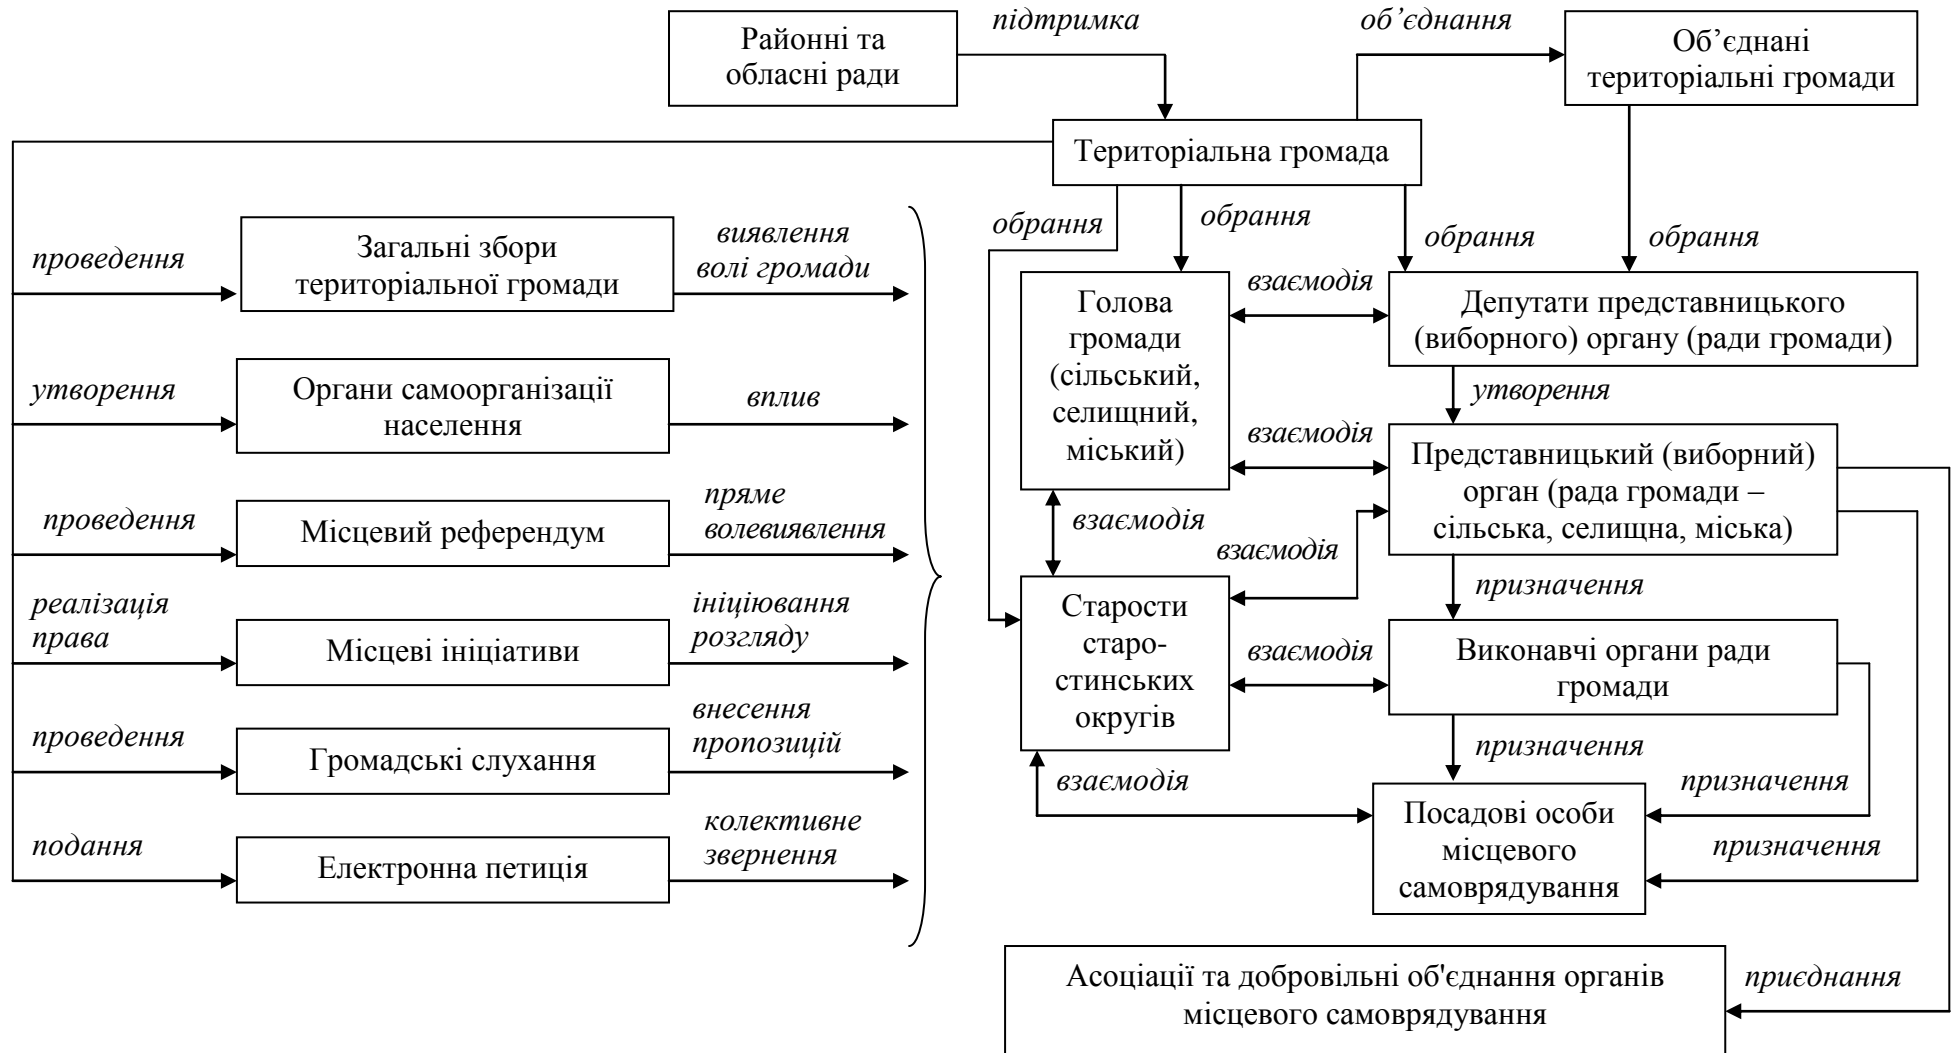 підтримка
об’єднання
Районні та
обласні ради
Об’єднані
територіальні громади
Територіальна громада
обрання
обрання
обрання
обрання
проведення
Загальні збори
територіальної громади
виявлення
волі громади
утворення
Органи самоорганізації
населення
вплив
проведення
Місцевий референдум
пряме
волевиявлення
реалізація
права
Місцеві ініціативи
ініціювання
розгляду
проведення
Громадські слухання
внесення
пропозицій
подання
Електронна петиція
колективне
звернення
Голова
громади
(сільський,
селищний,
міський)
взаємодія
Депутати представницького
(виборного) органу (ради громади)
утворення
взаємодія
Представницький (виборний)
орган (рада громади –
сільська, селищна, міська)
взаємодія
взаємодія
призначення
Старости
старо-
стинських
округів
взаємодія
Виконавчі органи ради
громади
призначення
взаємодія
призначення
Посадові особи
місцевого
самоврядування
призначення
Асоціації та добровільні об'єднання органів
місцевого самоврядування
приєднання